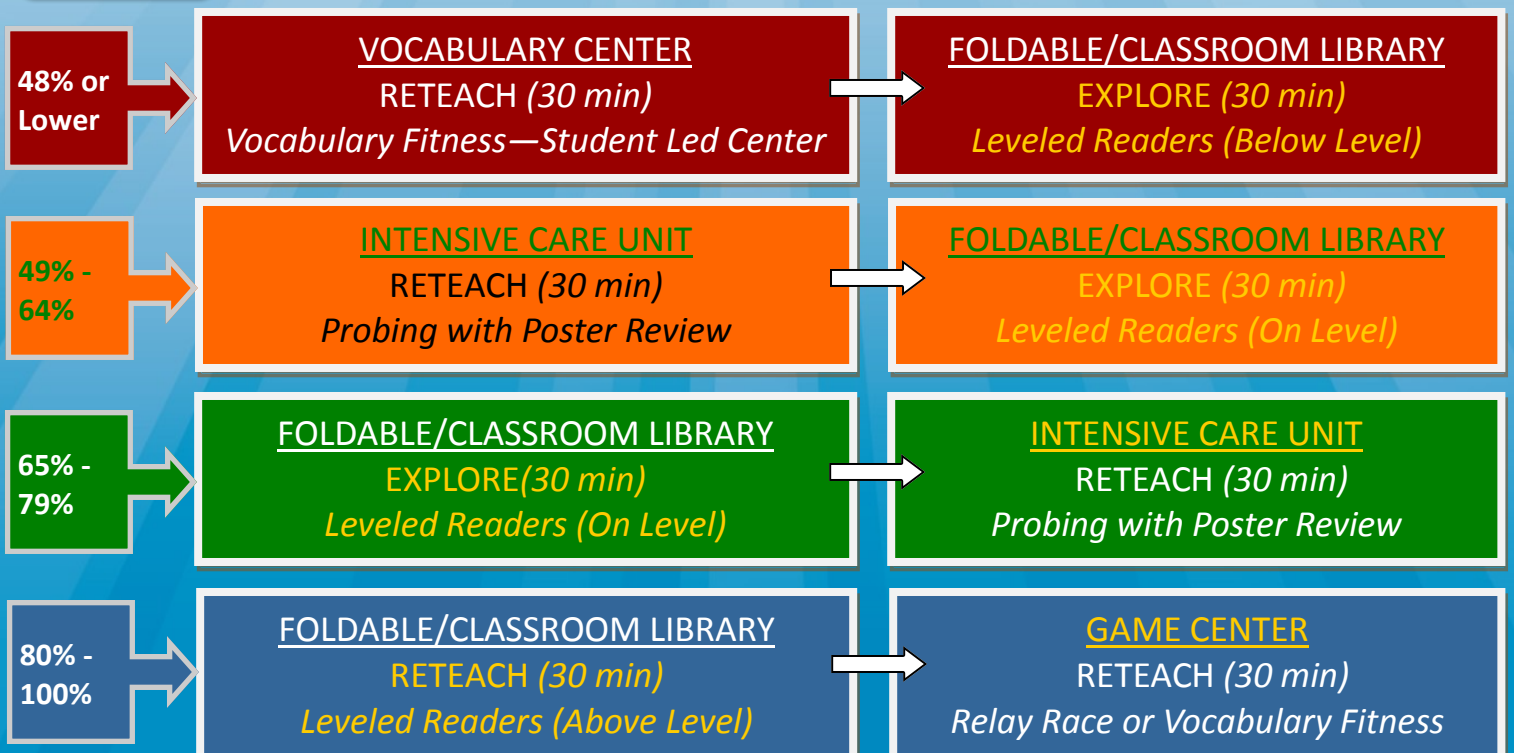 48% or
Lower
VOCABULARY CENTER
RETEACH (30 min)
Vocabulary Fitness—Student Led Center
FOLDABLE/CLASSROOM LIBRARY
EXPLORE (30 min)
Leveled Readers (Below Level)
49% -
64%
INTENSIVE CARE UNIT
RETEACH (30 min)
Probing with Poster Review
FOLDABLE/CLASSROOM LIBRARY
EXPLORE (30 min)
Leveled Readers (On Level)
65% -
79%
FOLDABLE/CLASSROOM LIBRARY
EXPLORE(30 min)
Leveled Readers (On Level)
INTENSIVE CARE UNIT
RETEACH (30 min)
Probing with Poster Review
80% -
100%
FOLDABLE/CLASSROOM LIBRARY
RETEACH (30 min)
Leveled Readers (Above Level)
GAME CENTER
RETEACH (30 min)
Relay Race or Vocabulary Fitness